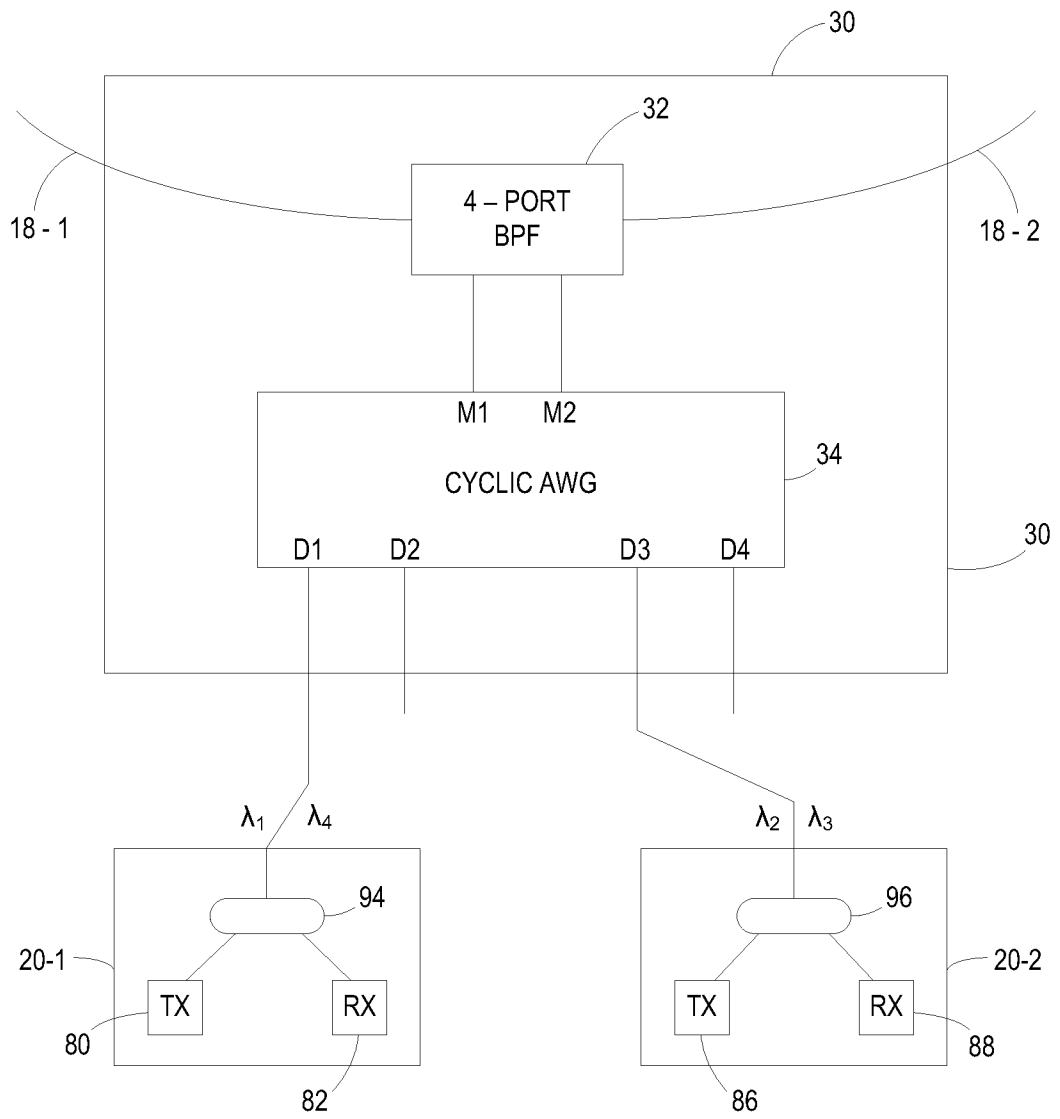 30
32
4 – PORT
BPF
18 - 1
18 - 2
M1 M2
34
CYCLIC AWG
D1 D2 D3 D4
30
λ₁ λ₄ λ₂ λ₃
94 96
20-1 20-2
TX RX TX RX
80 88
82 86